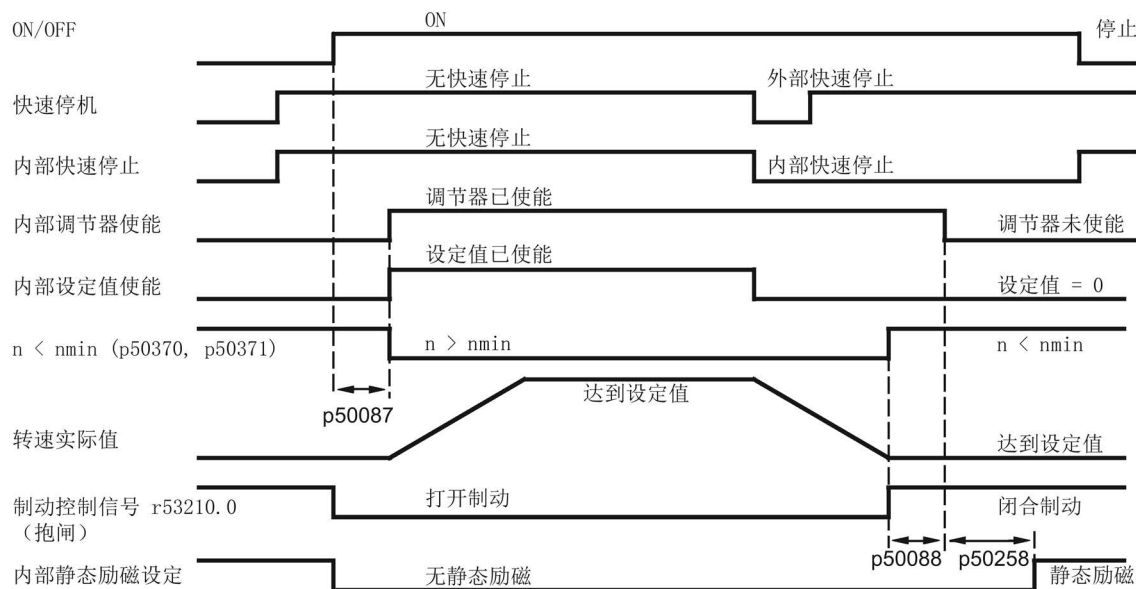 ON/OFF
ON
停止
快速停机
无快速停止
外部快速停止
内部快速停止
无快速停止
内部快速停止
内部调节器使能
调节器已使能
调节器未使能
内部设定值使能
设定值已使能
设定值 = 0
n < nmin (p50370, p50371)
n > nmin
n < nmin
p50087
达到设定值
转速实际值
达到设定值
制动控制信号 r53210.0
（抱闸）
打开制动
闭合制动
p50088
p50258
内部静态励磁设定
无静态励磁
静态励磁